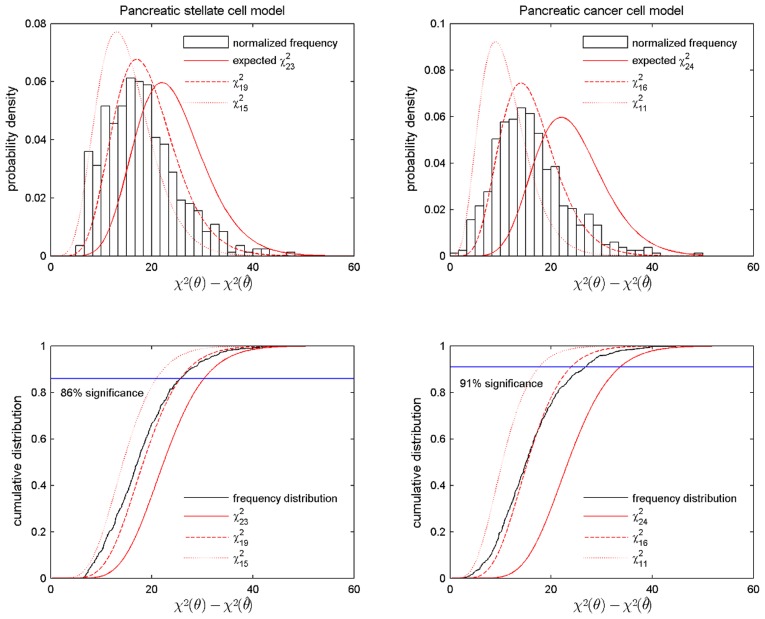 Pancreatic stellate cell model
0.08
0.06
0.04
0.02
0
probability density
normalized frequency
expected χ²₂₃
χ²₁₉
χ²₁₅
0 20 40 60
χ²(θ) − χ²(θ̂)
Pancreatic cancer cell model
0.1
0.08
0.06
0.04
0.02
0
probability density
normalized frequency
expected χ²₂₄
χ²₁₆
χ²₁₁
0 20 40 60
χ²(θ) − χ²(θ̂)
1
0.8
0.6
0.4
0.2
0
cumulative distribution
86% significance
frequency distribution
χ²₂₃
χ²₁₉
χ²₁₅
0 20 40 60
χ²(θ) − χ²(θ̂)
1
0.8
0.6
0.4
0.2
0
cumulative distribution
91% significance
frequency distribution
χ²₂₄
χ²₁₆
χ²₁₁
0 20 40 60
χ²(θ) − χ²(θ̂)